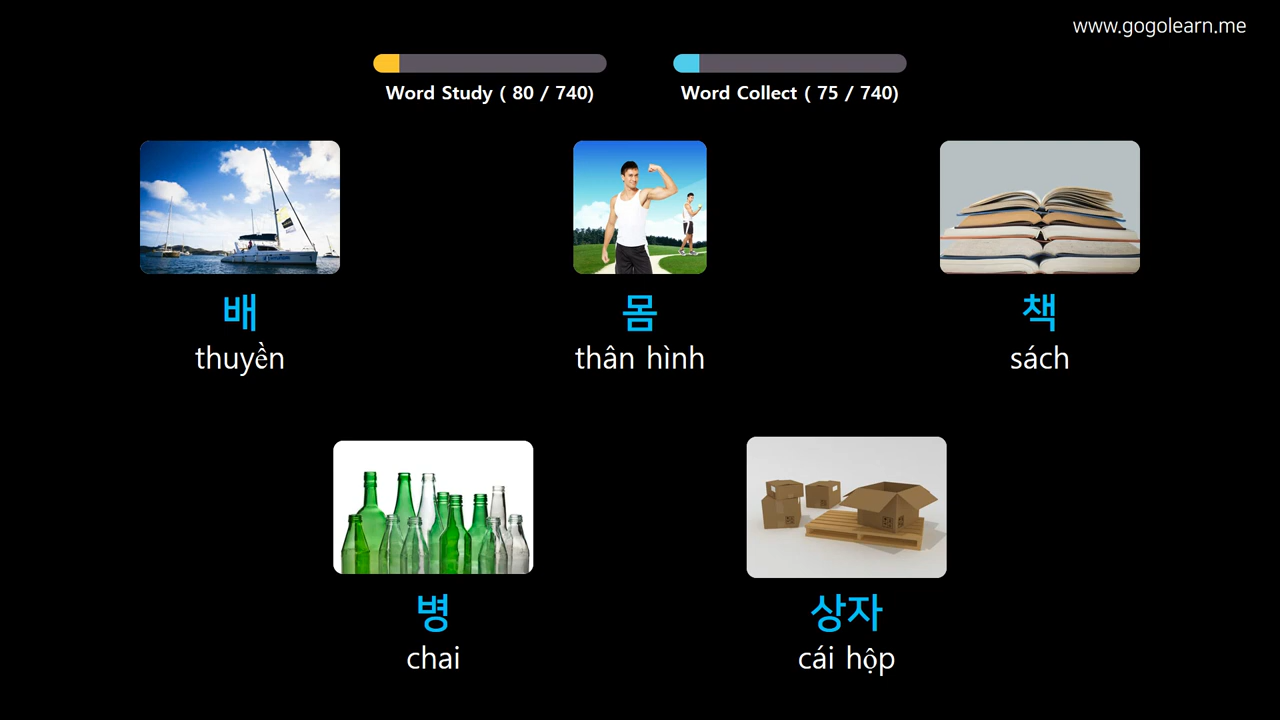 www.gogolearn.me
Word Study ( 80 / 740)
Word Collect ( 75 / 740)
배
thuyền
몸
thân hình
책
sách
병
chai
상자
cái hộp